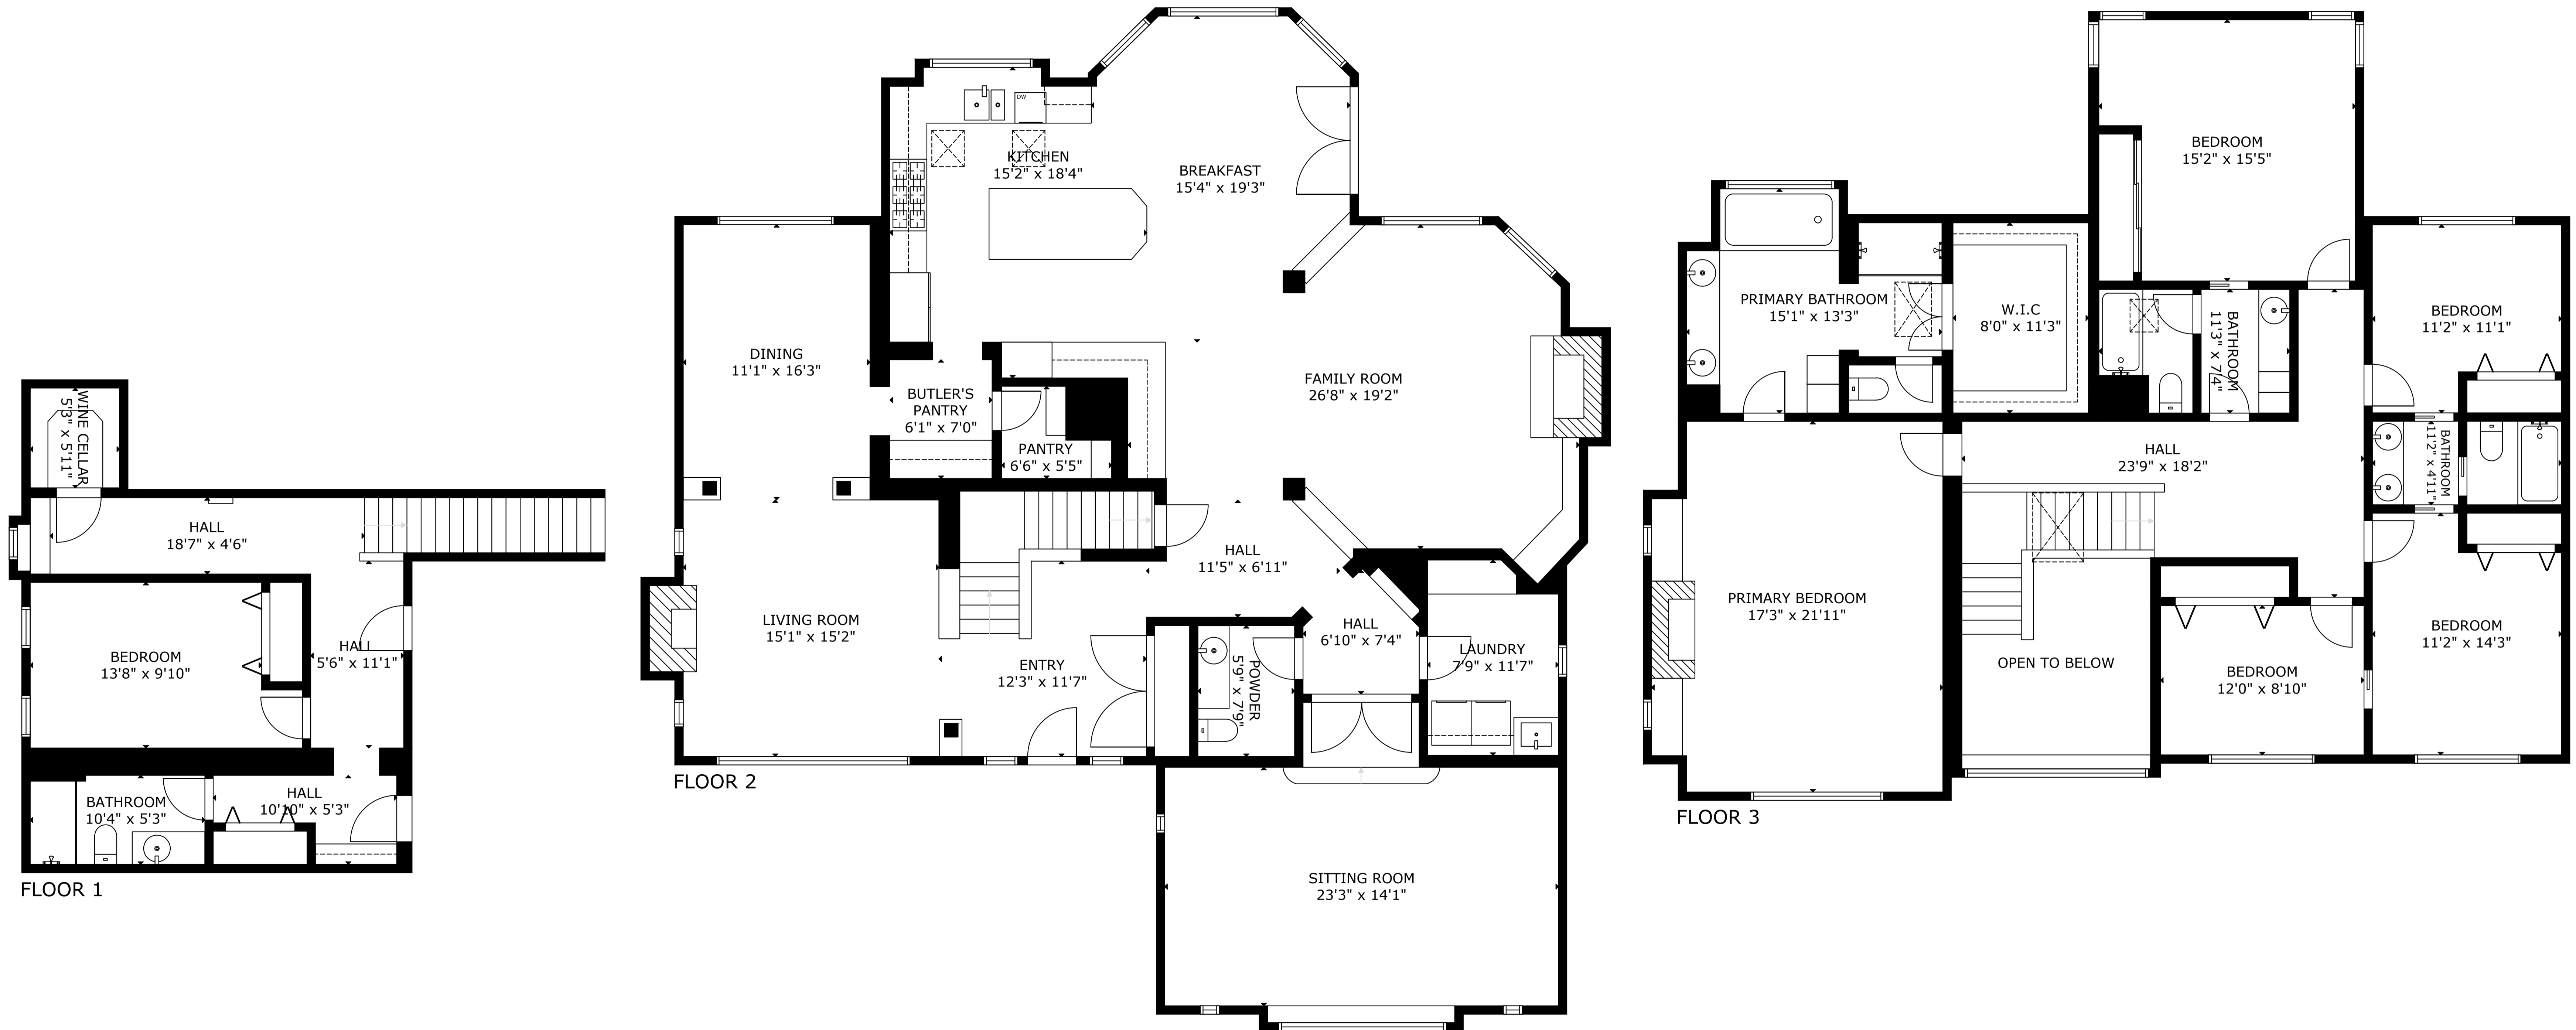 WINE CELLAR
5'3" x 5'11"
HALL
18'7" x 4'6"
BEDROOM
13'8" x 9'10"
HALL
5'6" x 11'1"
BATHROOM
10'4" x 5'3"
HALL
10'10" x 5'3"
FLOOR 1
DW
KITCHEN
15'2" x 18'4"
BREAKFAST
15'4" x 19'3"
DINING
11'1" x 16'3"
BUTLER'S
PANTRY
6'1" x 7'0"
PANTRY
6'6" x 5'5"
FAMILY ROOM
26'8" x 19'2"
HALL
11'5" x 6'11"
LIVING ROOM
15'1" x 15'2"
ENTRY
12'3" x 11'7"
POWDER
5'9" x 7'9"
HALL
6'10" x 7'4"
LAUNDRY
7'9" x 11'7"
SITTING ROOM
23'3" x 14'1"
FLOOR 2
BEDROOM
15'2" x 15'5"
PRIMARY BATHROOM
15'1" x 13'3"
W.I.C
8'0" x 11'3"
BATHROOM
11'3" x 7'4"
BEDROOM
11'2" x 11'1"
HALL
23'9" x 18'2"
BATHROOM
11'2" x 4'11"
PRIMARY BEDROOM
17'3" x 21'11"
OPEN TO BELOW
BEDROOM
12'0" x 8'10"
BEDROOM
11'2" x 14'3"
FLOOR 3